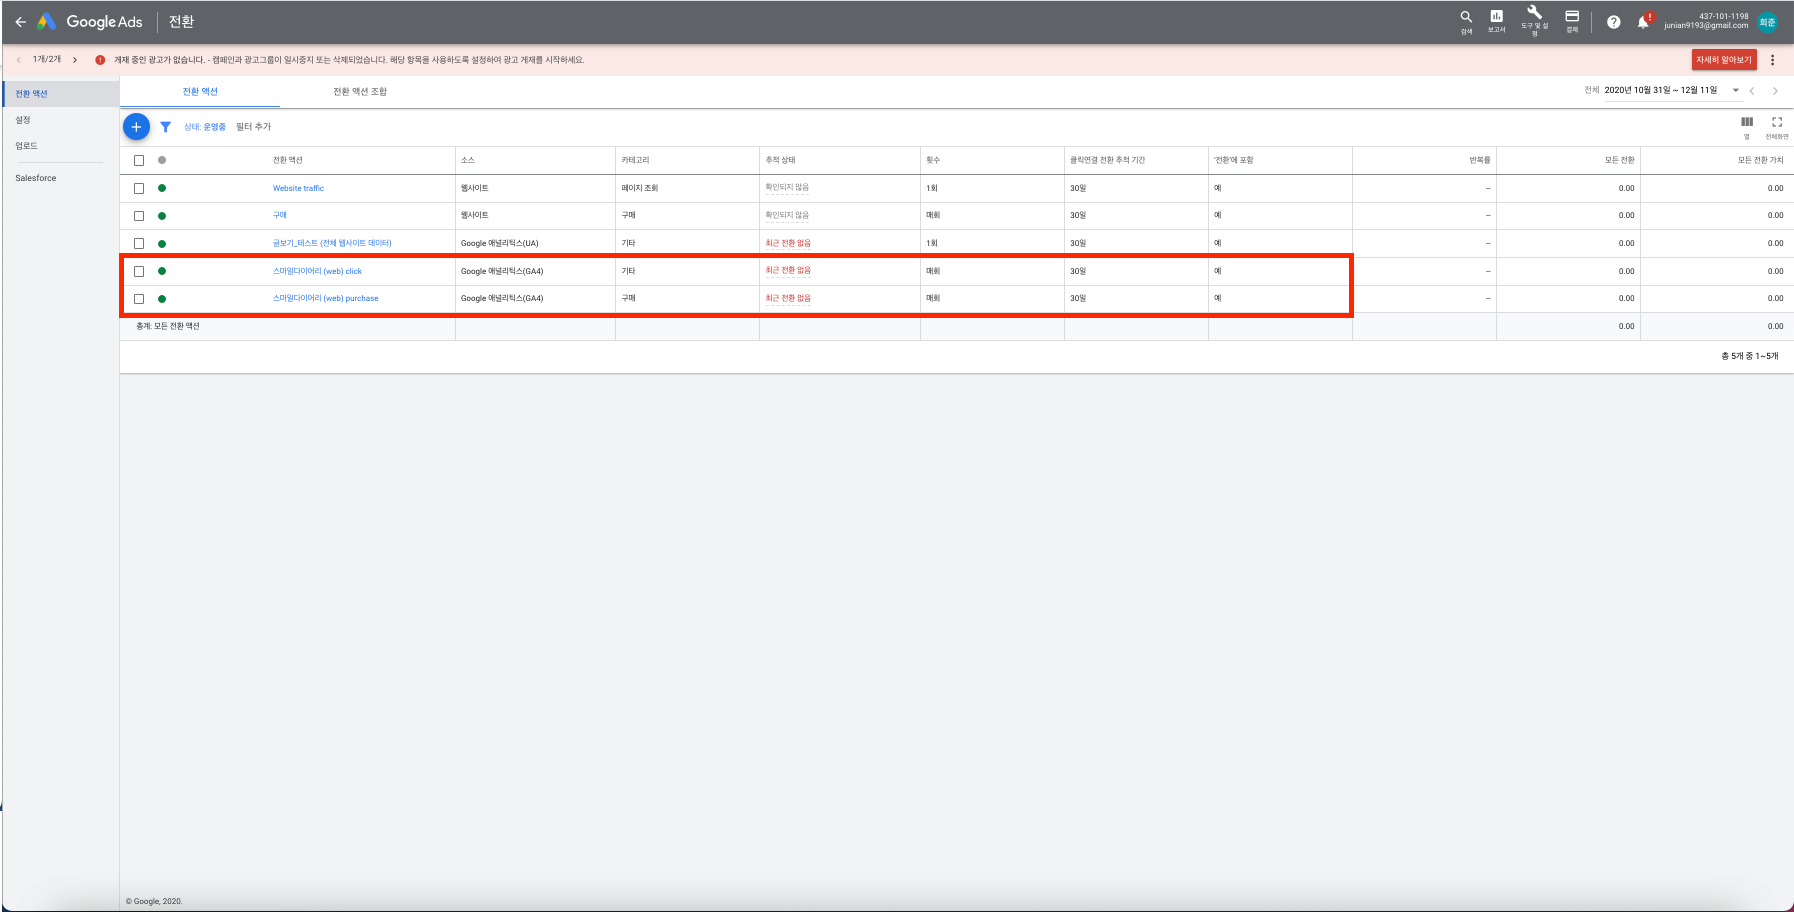 Google Ads 전환
검색
보고서
도구 및 설정
결제
437-101-1198
junian9193@gmail.com
희준
1개/2개
게재 중인 광고가 없습니다. - 캠페인과 광고그룹이 일시중지 또는 삭제되었습니다. 해당 항목을 사용하도록 설정하여 광고 게재를 시작하세요.
자세히 알아보기
전환 액션
설정
업로드
Salesforce
전환 액션 전환 액션 조합
전체 2020년 10월 31일 ~ 12월 11일
상태: 운영중 필터 추가
열 전체화면
전환 액션 소스 카테고리 추적 상태 횟수 클릭연결 전환 추적 기간 '전환'에 포함 반복률 모든 전환 모든 전환 가치
Website traffic 웹사이트 페이지 조회 확인되지 않음 1회 30일 예 – 0.00 0.00
구매 웹사이트 구매 확인되지 않음 매회 30일 예 – 0.00 0.00
글보기_테스트 (전체 웹사이트 데이터) Google 애널리틱스(UA) 기타 최근 전환 없음 1회 30일 예 – 0.00 0.00
스마일다이어리 (web) click Google 애널리틱스(GA4) 기타 최근 전환 없음 매회 30일 예 – 0.00 0.00
스마일다이어리 (web) purchase Google 애널리틱스(GA4) 구매 최근 전환 없음 매회 30일 예 – 0.00 0.00
총계: 모든 전환 액션 0.00 0.00
총 5개 중 1~5개
© Google, 2020.